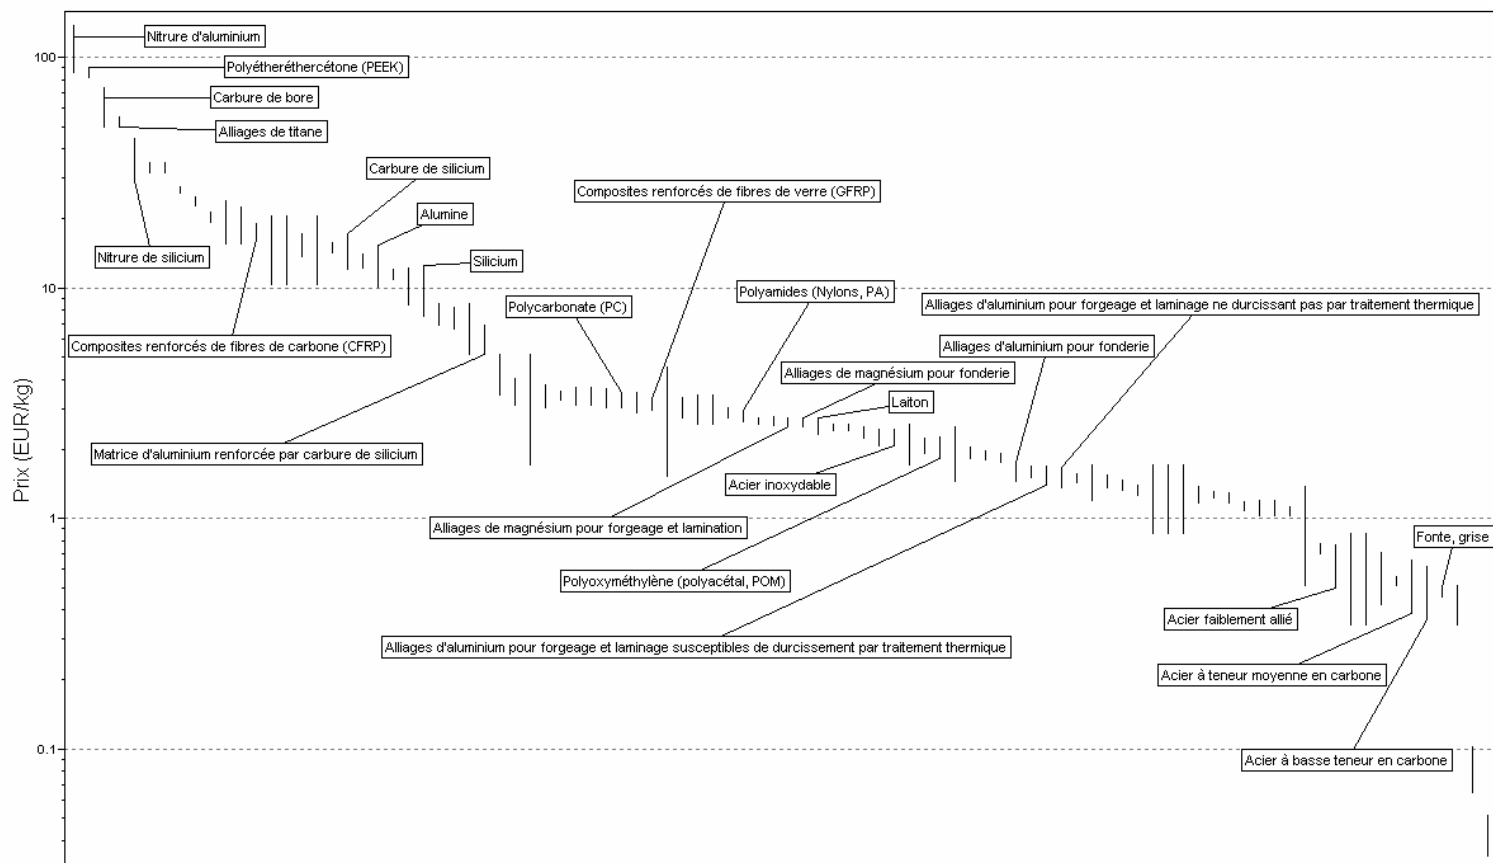 Nitrure d'aluminium
100
Polyétheréthercétone (PEEK)
Carbure de bore
Alliages de titane
Carbure de silicium
Composites renforcés de fibres de verre (GFRP)
Alumine
Nitrure de silicium
Silicium
10
Polyamides (Nylons, PA)
Polycarbonate (PC)
Alliages d'aluminium pour forgeage et laminage ne durcissant pas par traitement thermique
Composites renforcés de fibres de carbone (CFRP)
Alliages d'aluminium pour fonderie
Alliages de magnésium pour fonderie
Laiton
Prix (EUR/kg)
Matrice d'aluminium renforcée par carbure de silicium
Acier inoxydable
1
Alliages de magnésium pour forgeage et lamination
Fonte, grise
Polyoxyméthylène (polyacétal, POM)
Acier faiblement allié
Alliages d'aluminium pour forgeage et laminage susceptibles de durcissement par traitement thermique
Acier à teneur moyenne en carbone
0.1
Acier à basse teneur en carbone